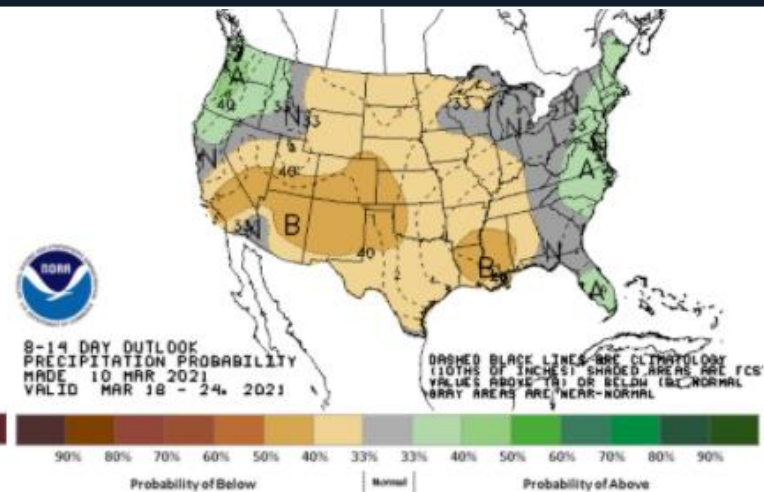 A
40
33
N
33
33
N
N
33
A
N
40
B
33
N
40
B
N
A
NOAA
8-14 DAY OUTLOOK
PRECIPITATION PROBABILITY
MADE 10 MAR 2021
VALID MAR 18 - 24, 2021
DASHED BLACK LINES ARE CLIMATOLOGY
(10THS OF INCHES) SHADED AREAS ARE FCST
VALUES ABOVE (A) OR BELOW (B) NORMAL
GRAY AREAS ARE NEAR-NORMAL
90% 80% 70% 60% 50% 40% 33% 33% 40% 50% 60% 70% 80% 90%
Probability of Below Normal Probability of Above